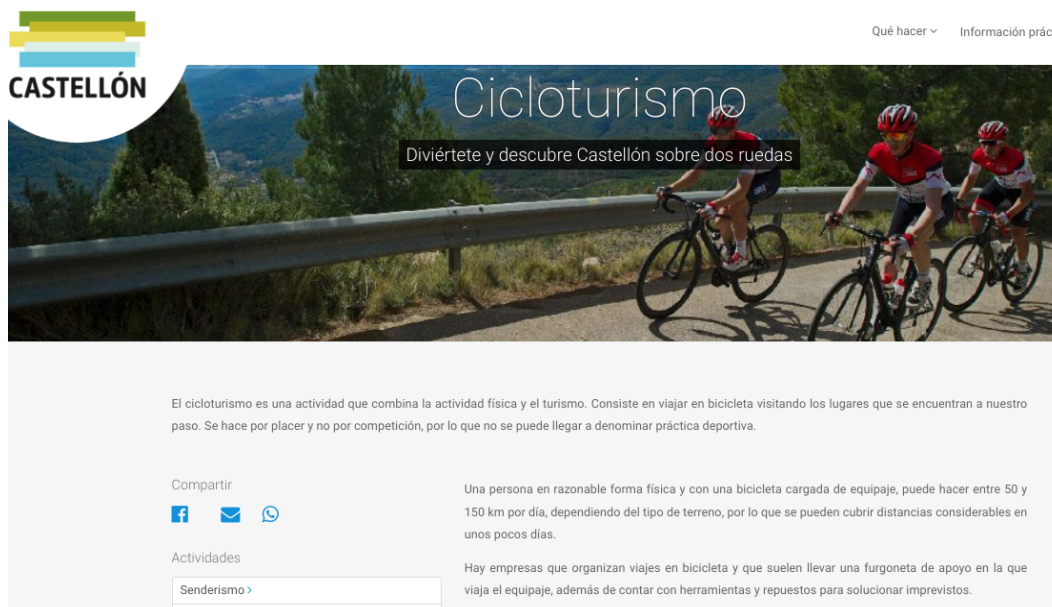 CASTELLÓN
Qué hacer
Información prác
Cicloturismo
Diviértete y descubre Castellón sobre dos ruedas
El cicloturismo es una actividad que combina la actividad física y el turismo. Consiste en viajar en bicicleta visitando los lugares que se encuentran a nuestro
paso. Se hace por placer y no por competición, por lo que no se puede llegar a denominar práctica deportiva.
Compartir
Actividades
Senderismo
Una persona en razonable forma física y con una bicicleta cargada de equipaje, puede hacer entre 50 y
150 km por día, dependiendo del tipo de terreno, por lo que se pueden cubrir distancias considerables en
unos pocos días.
Hay empresas que organizan viajes en bicicleta y que suelen llevar una furgoneta de apoyo en la que
viaja el equipaje, además de contar con herramientas y repuestos para solucionar imprevistos.